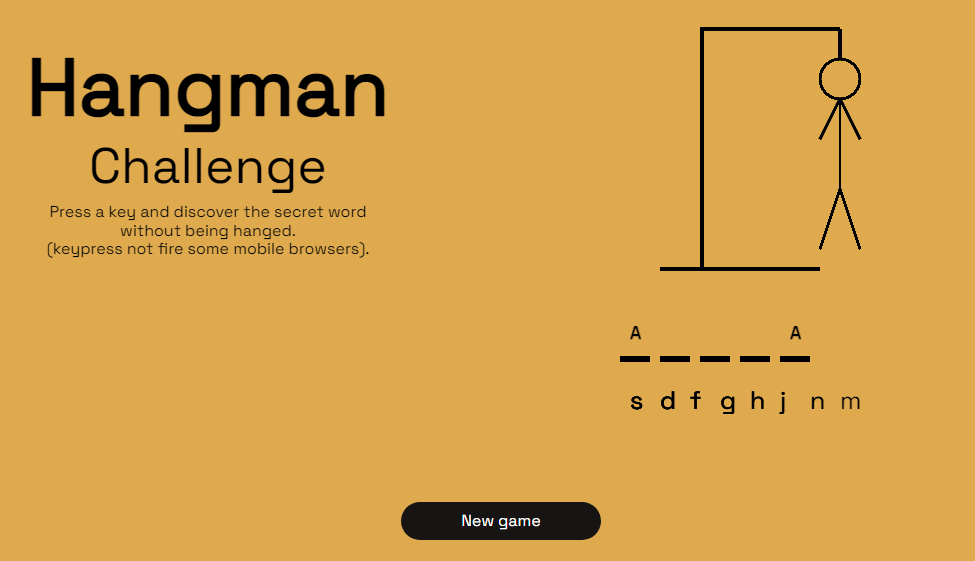 Hangman
Challenge
Press a key and discover the secret word
without being hanged.
(keypress not fire some mobile browsers).
A A
s d f g h j n m
New game